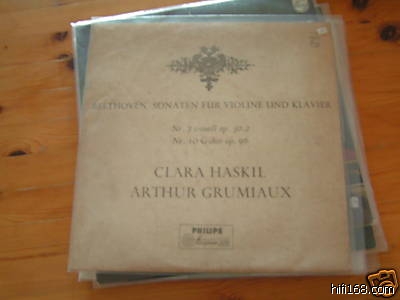 BEETHOVEN SONATEN FÜR VIOLINE UND KLAVIER
Nr. 7 c-moll op. 30,2
Nr. 10 G-dur op. 96
CLARA HASKIL
ARTHUR GRUMIAUX
PHILIPS
hifi168.com